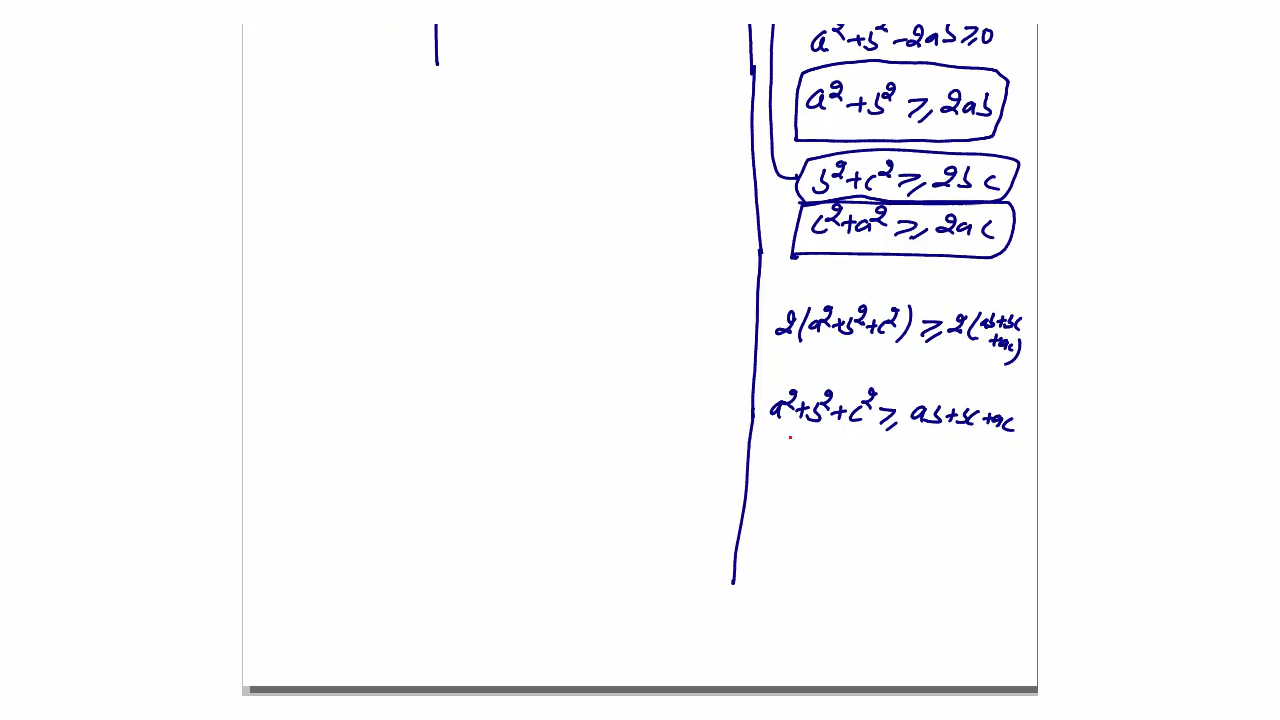 a²+b²-2ab≥0
a²+b²≥2ab
b²+c²≥2bc
c²+a²≥2ac
2(a²+b²+c²)≥2(ab+bc
+ac)
a²+b²+c²≥ab+bc+ac